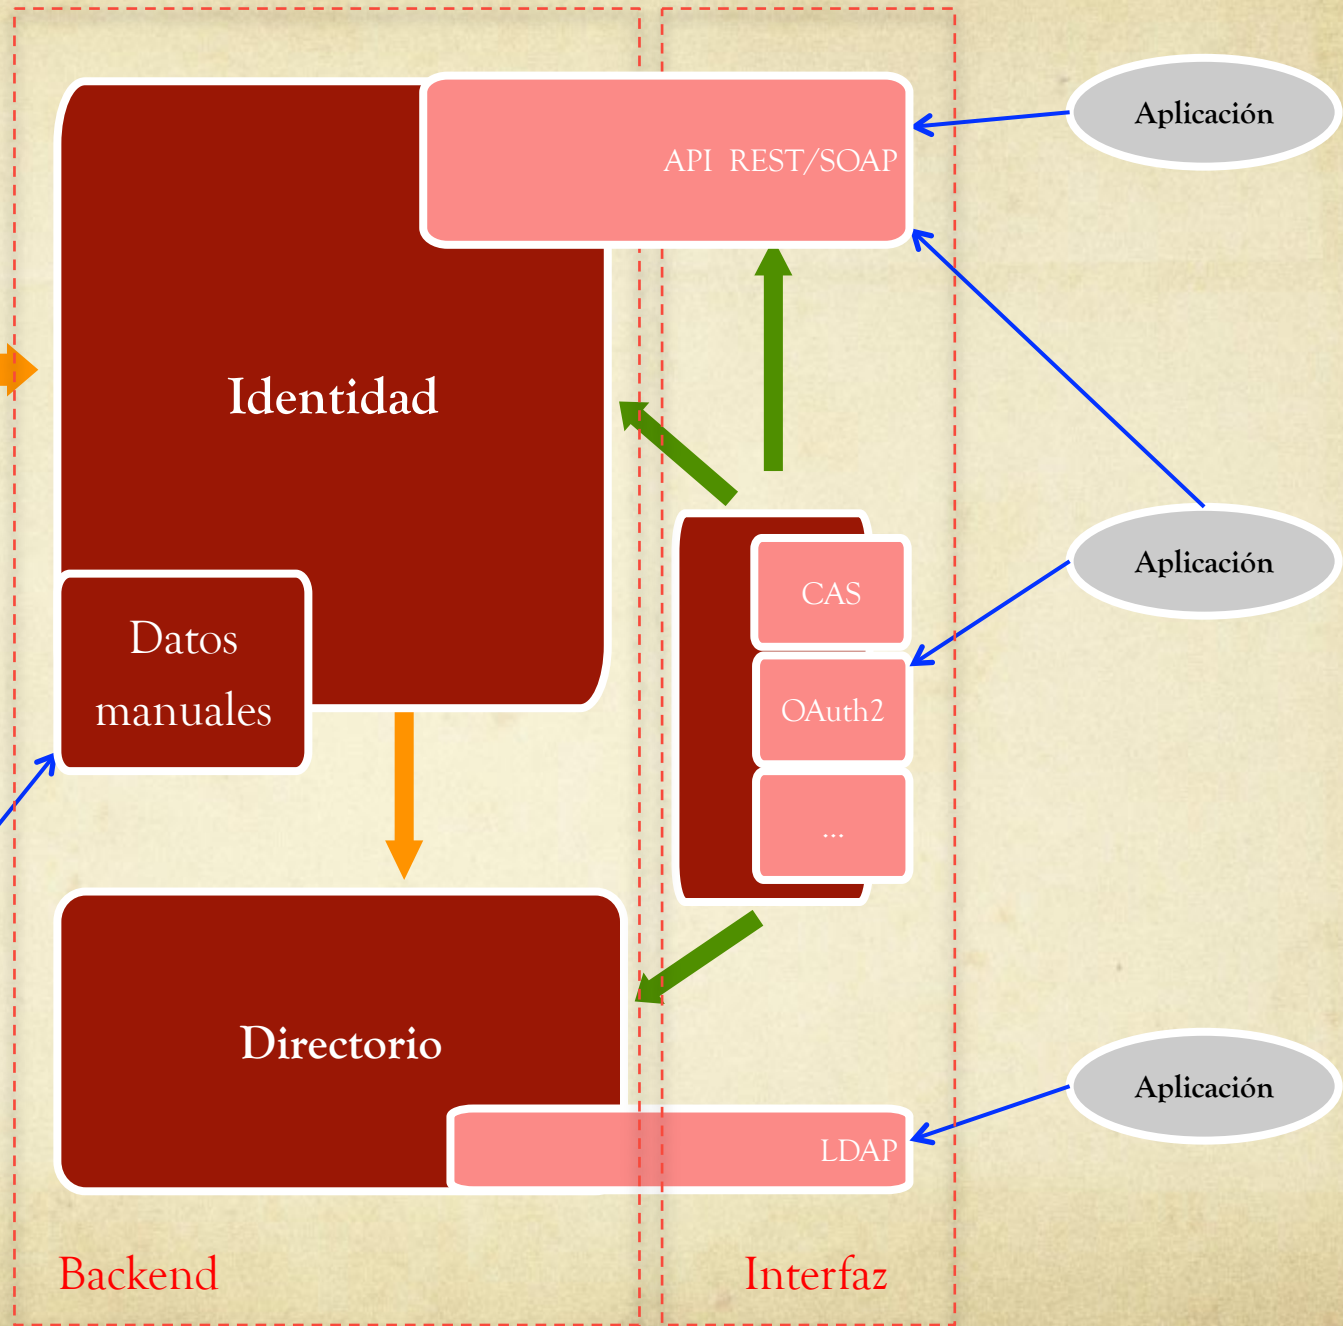 Aplicación
API REST/SOAP
Identidad
Aplicación
CAS
Datos
manuales
OAuth2
...
Directorio
Aplicación
LDAP
Backend
Interfaz